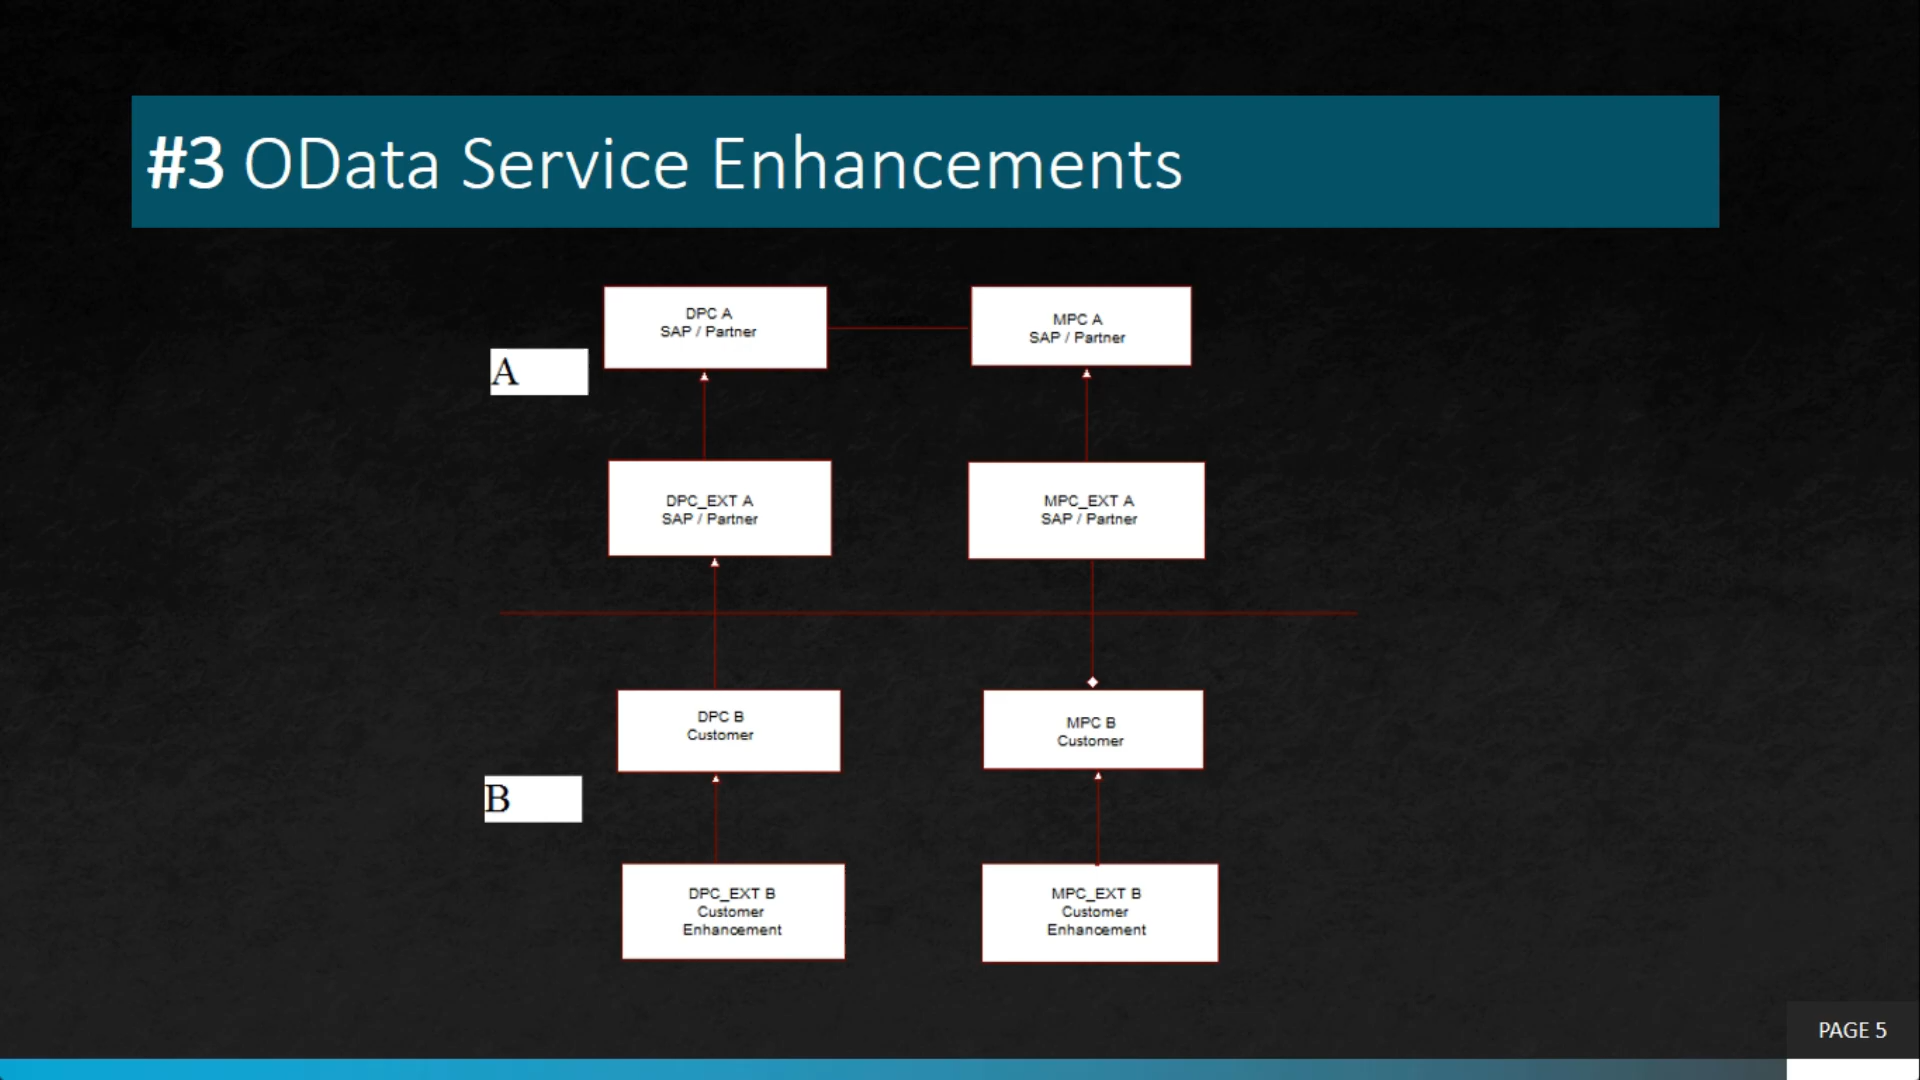 #3 OData Service Enhancements
DPC A
SAP / Partner
MPC A
SAP / Partner
A
DPC_EXT A
SAP / Partner
MPC_EXT A
SAP / Partner
DPC B
Customer
MPC B
Customer
B
DPC_EXT B
Customer
Enhancement
MPC_EXT B
Customer
Enhancement
PAGE 5